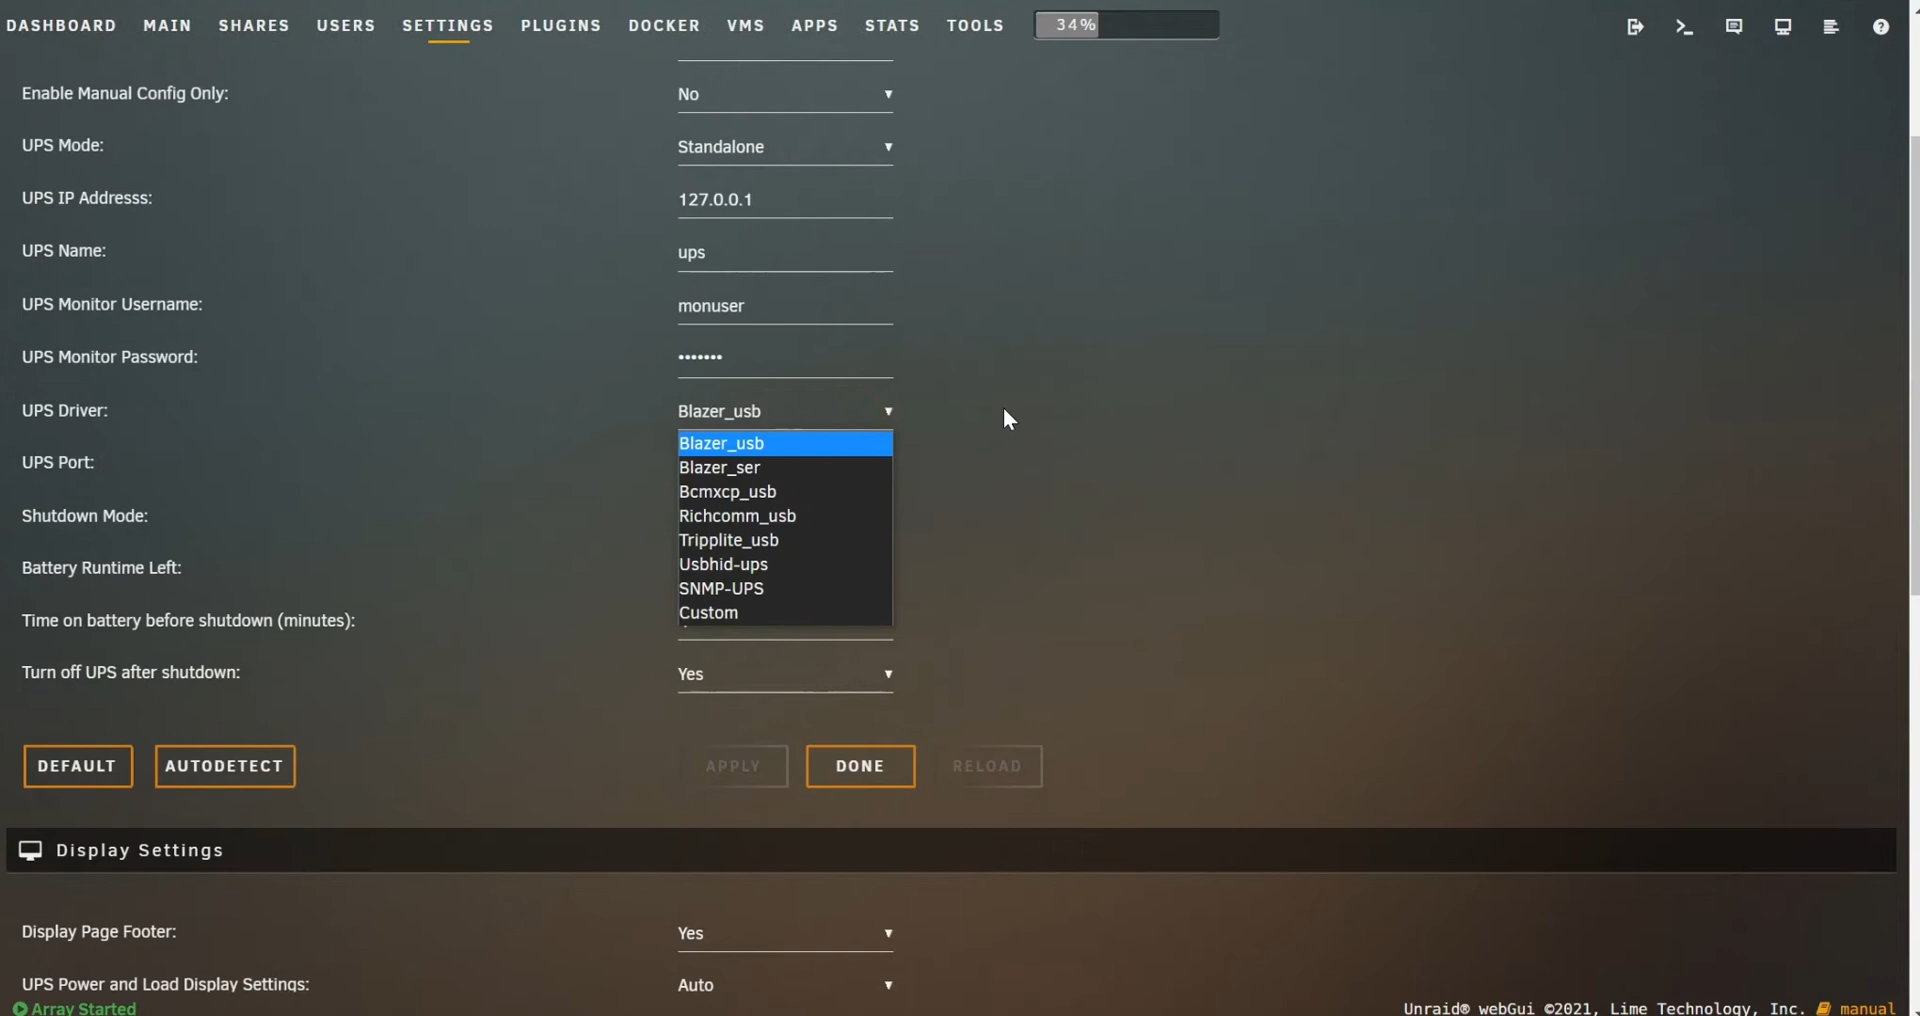 DASHBOARD MAIN SHARES USERS SETTINGS PLUGINS DOCKER VMS APPS STATS TOOLS 34%
Enable Manual Config Only: No
UPS Mode: Standalone
UPS IP Addresss: 127.0.0.1
UPS Name: ups
UPS Monitor Username: monuser
UPS Monitor Password: •••••••
UPS Driver: Blazer_usb
Blazer_usb
UPS Port:
Blazer_ser
Bcmxcp_usb
Shutdown Mode: Richcomm_usb
Tripplite_usb
Battery Runtime Left: Usbhid-ups
SNMP-UPS
Time on battery before shutdown (minutes): Custom
Turn off UPS after shutdown: Yes
DEFAULT AUTODETECT APPLY DONE RELOAD
Display Settings
Display Page Footer: Yes
UPS Power and Load Display Settings: Auto
Array Started Unraid® webGui ©2021, Lime Technology, Inc. manual